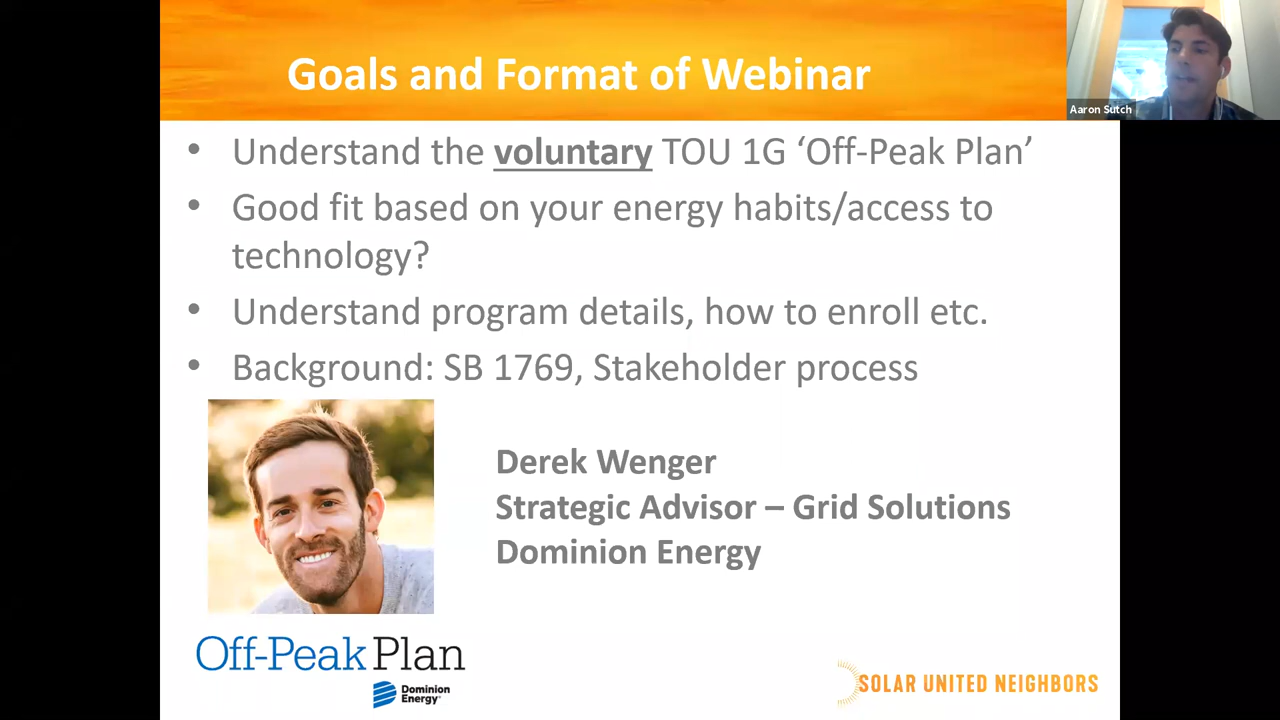 Goals and Format of Webinar
Aaron Sutch
• Understand the voluntary TOU 1G ‘Off-Peak Plan’
• Good fit based on your energy habits/access to
technology?
• Understand program details, how to enroll etc.
• Background: SB 1769, Stakeholder process
Derek Wenger
Strategic Advisor – Grid Solutions
Dominion Energy
Off-Peak Plan
Dominion
Energy
SOLAR UNITED NEIGHBORS